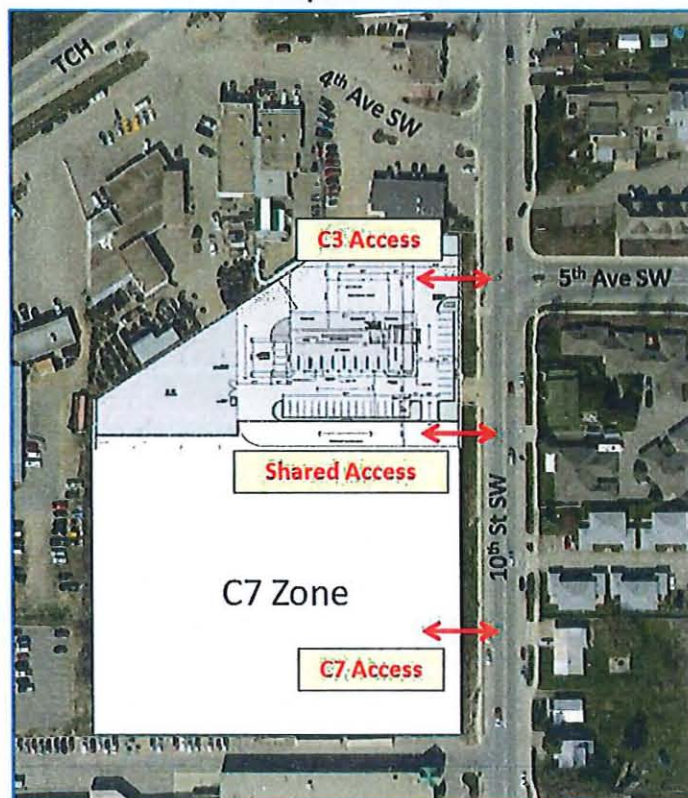 TCH
4th Ave SW
C3 Access
5th Ave SW
Shared Access
10th St SW
C7 Zone
C7 Access